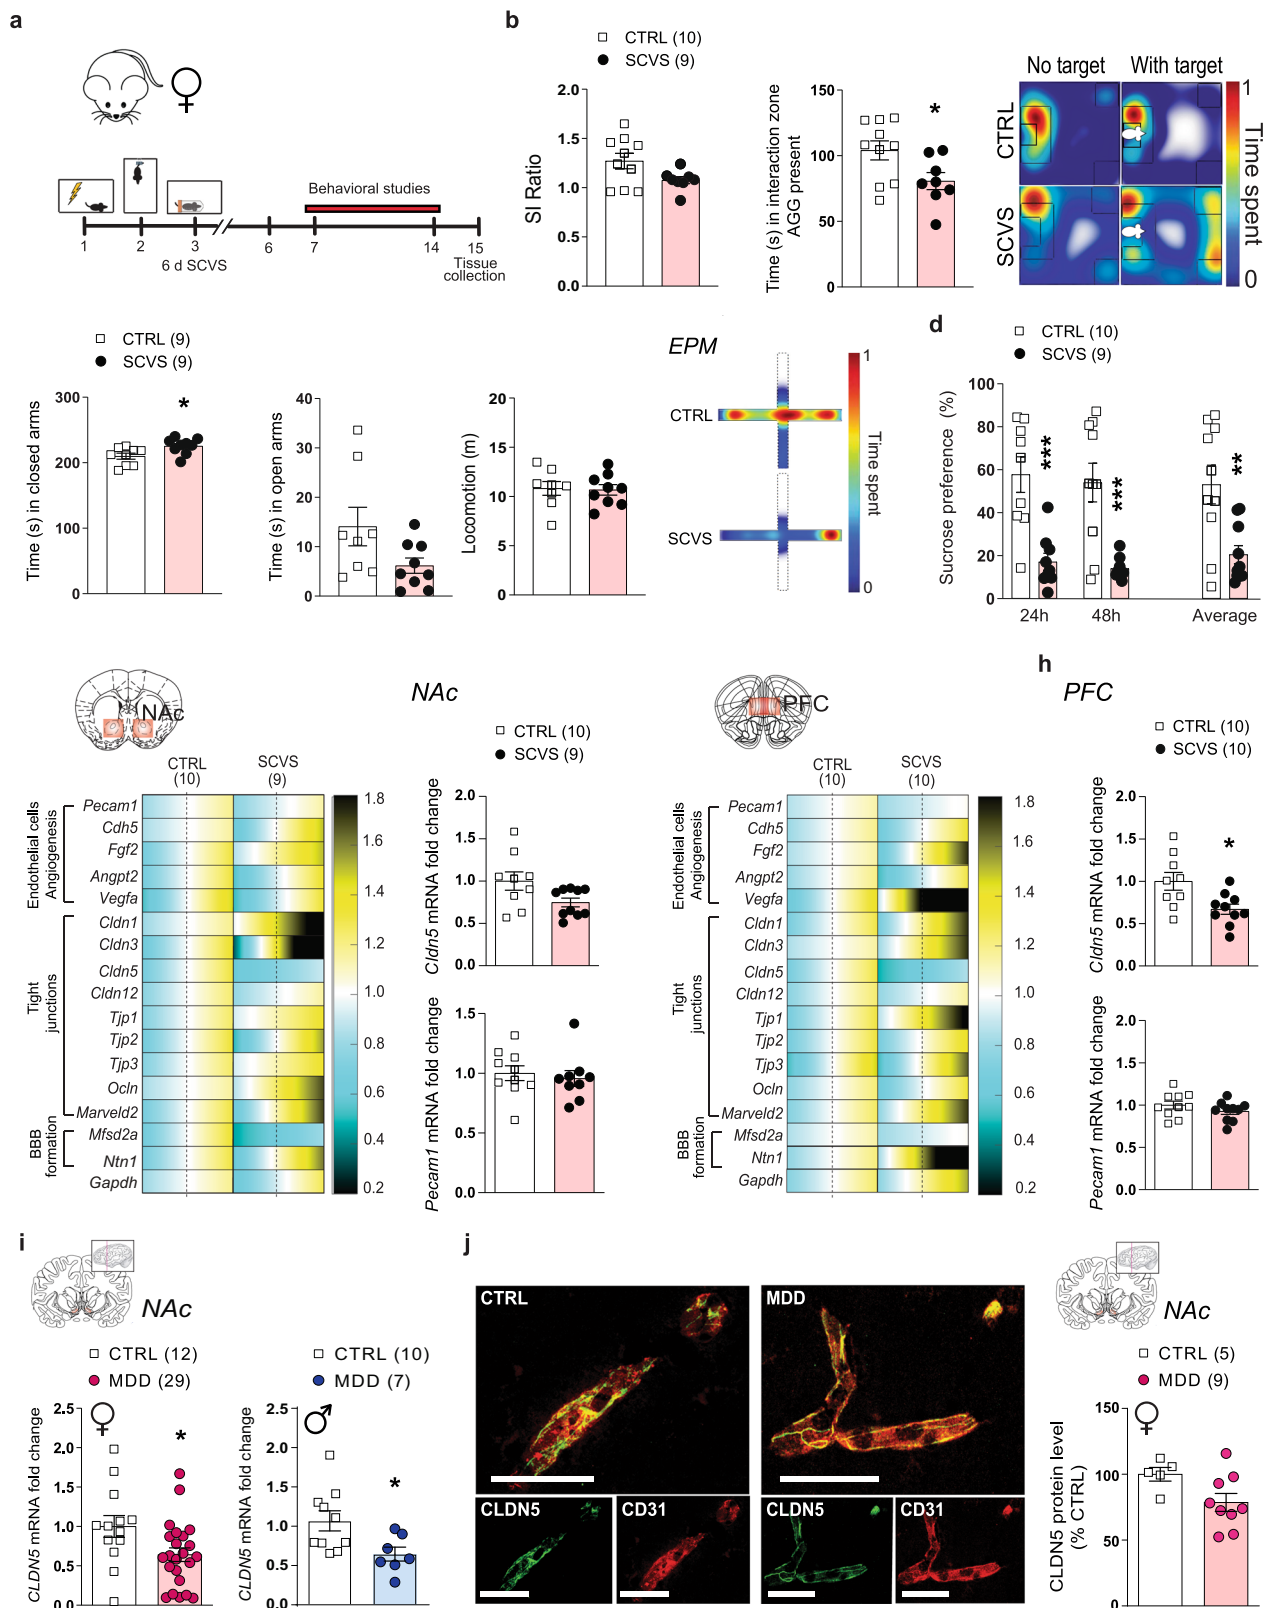 a
1
2
3
6
7
14
15
Behavioral studies
6 d SCVS
Tissue
collection
b
CTRL (10)
SCVS (9)
SI Ratio
2.0
1.5
1.0
0.5
0.0
Time (s) in interaction zone
AGG present
150
100
50
0
*
No target
With target
CTRL
SCVS
1
Time spent
0
CTRL (9)
SCVS (9)
Time (s) in closed arms
300
200
100
0
*
Time (s) in open arms
40
30
20
10
0
Locomotion (m)
20
15
10
5
0
EPM
CTRL
SCVS
1
Time spent
0
d
CTRL (10)
SCVS (9)
Sucrose preference (%)
100
80
60
40
20
0
***
***
**
24h
48h
Average
NAc
NAc
CTRL
(10)
SCVS
(9)
Endothelial cells
Angiogenesis
Tight
junctions
BBB
formation
Pecam1
Cdh5
Fgf2
Angpt2
Vegfa
Cldn1
Cldn3
Cldn5
Cldn12
Tjp1
Tjp2
Tjp3
Ocln
Marveld2
Mfsd2a
Ntn1
Gapdh
1.8
1.6
1.4
1.2
1.0
0.8
0.6
0.4
0.2
CTRL (10)
SCVS (9)
Cldn5 mRNA fold change
2.0
1.5
1.0
0.5
0.0
Pecam1 mRNA fold change
1.5
1.0
0.5
0.0
PFC
CTRL
(10)
SCVS
(10)
Endothelial cells
Angiogenesis
Tight
junctions
BBB
formation
Pecam1
Cdh5
Fgf2
Angpt2
Vegfa
Cldn1
Cldn3
Cldn5
Cldn12
Tjp1
Tjp2
Tjp3
Ocln
Marveld2
Mfsd2a
Ntn1
Gapdh
1.8
1.6
1.4
1.2
1.0
0.8
0.6
0.4
0.2
h
PFC
CTRL (10)
SCVS (10)
Cldn5 mRNA fold change
2.0
1.5
1.0
0.5
0.0
*
Pecam1 mRNA fold change
2.0
1.5
1.0
0.5
0.0
i
NAc
CTRL (12)
MDD (29)
CLDN5 mRNA fold change
2.5
2.0
1.5
1.0
0.5
0.0
♀
*
CTRL (10)
MDD (7)
CLDN5 mRNA fold change
2.5
2.0
1.5
1.0
0.5
0.0
♂
*
j
CTRL
MDD
CLDN5
CD31
CLDN5
CD31
NAc
CTRL (5)
MDD (9)
CLDN5 protein level
(% CTRL)
150
100
50
0
♀